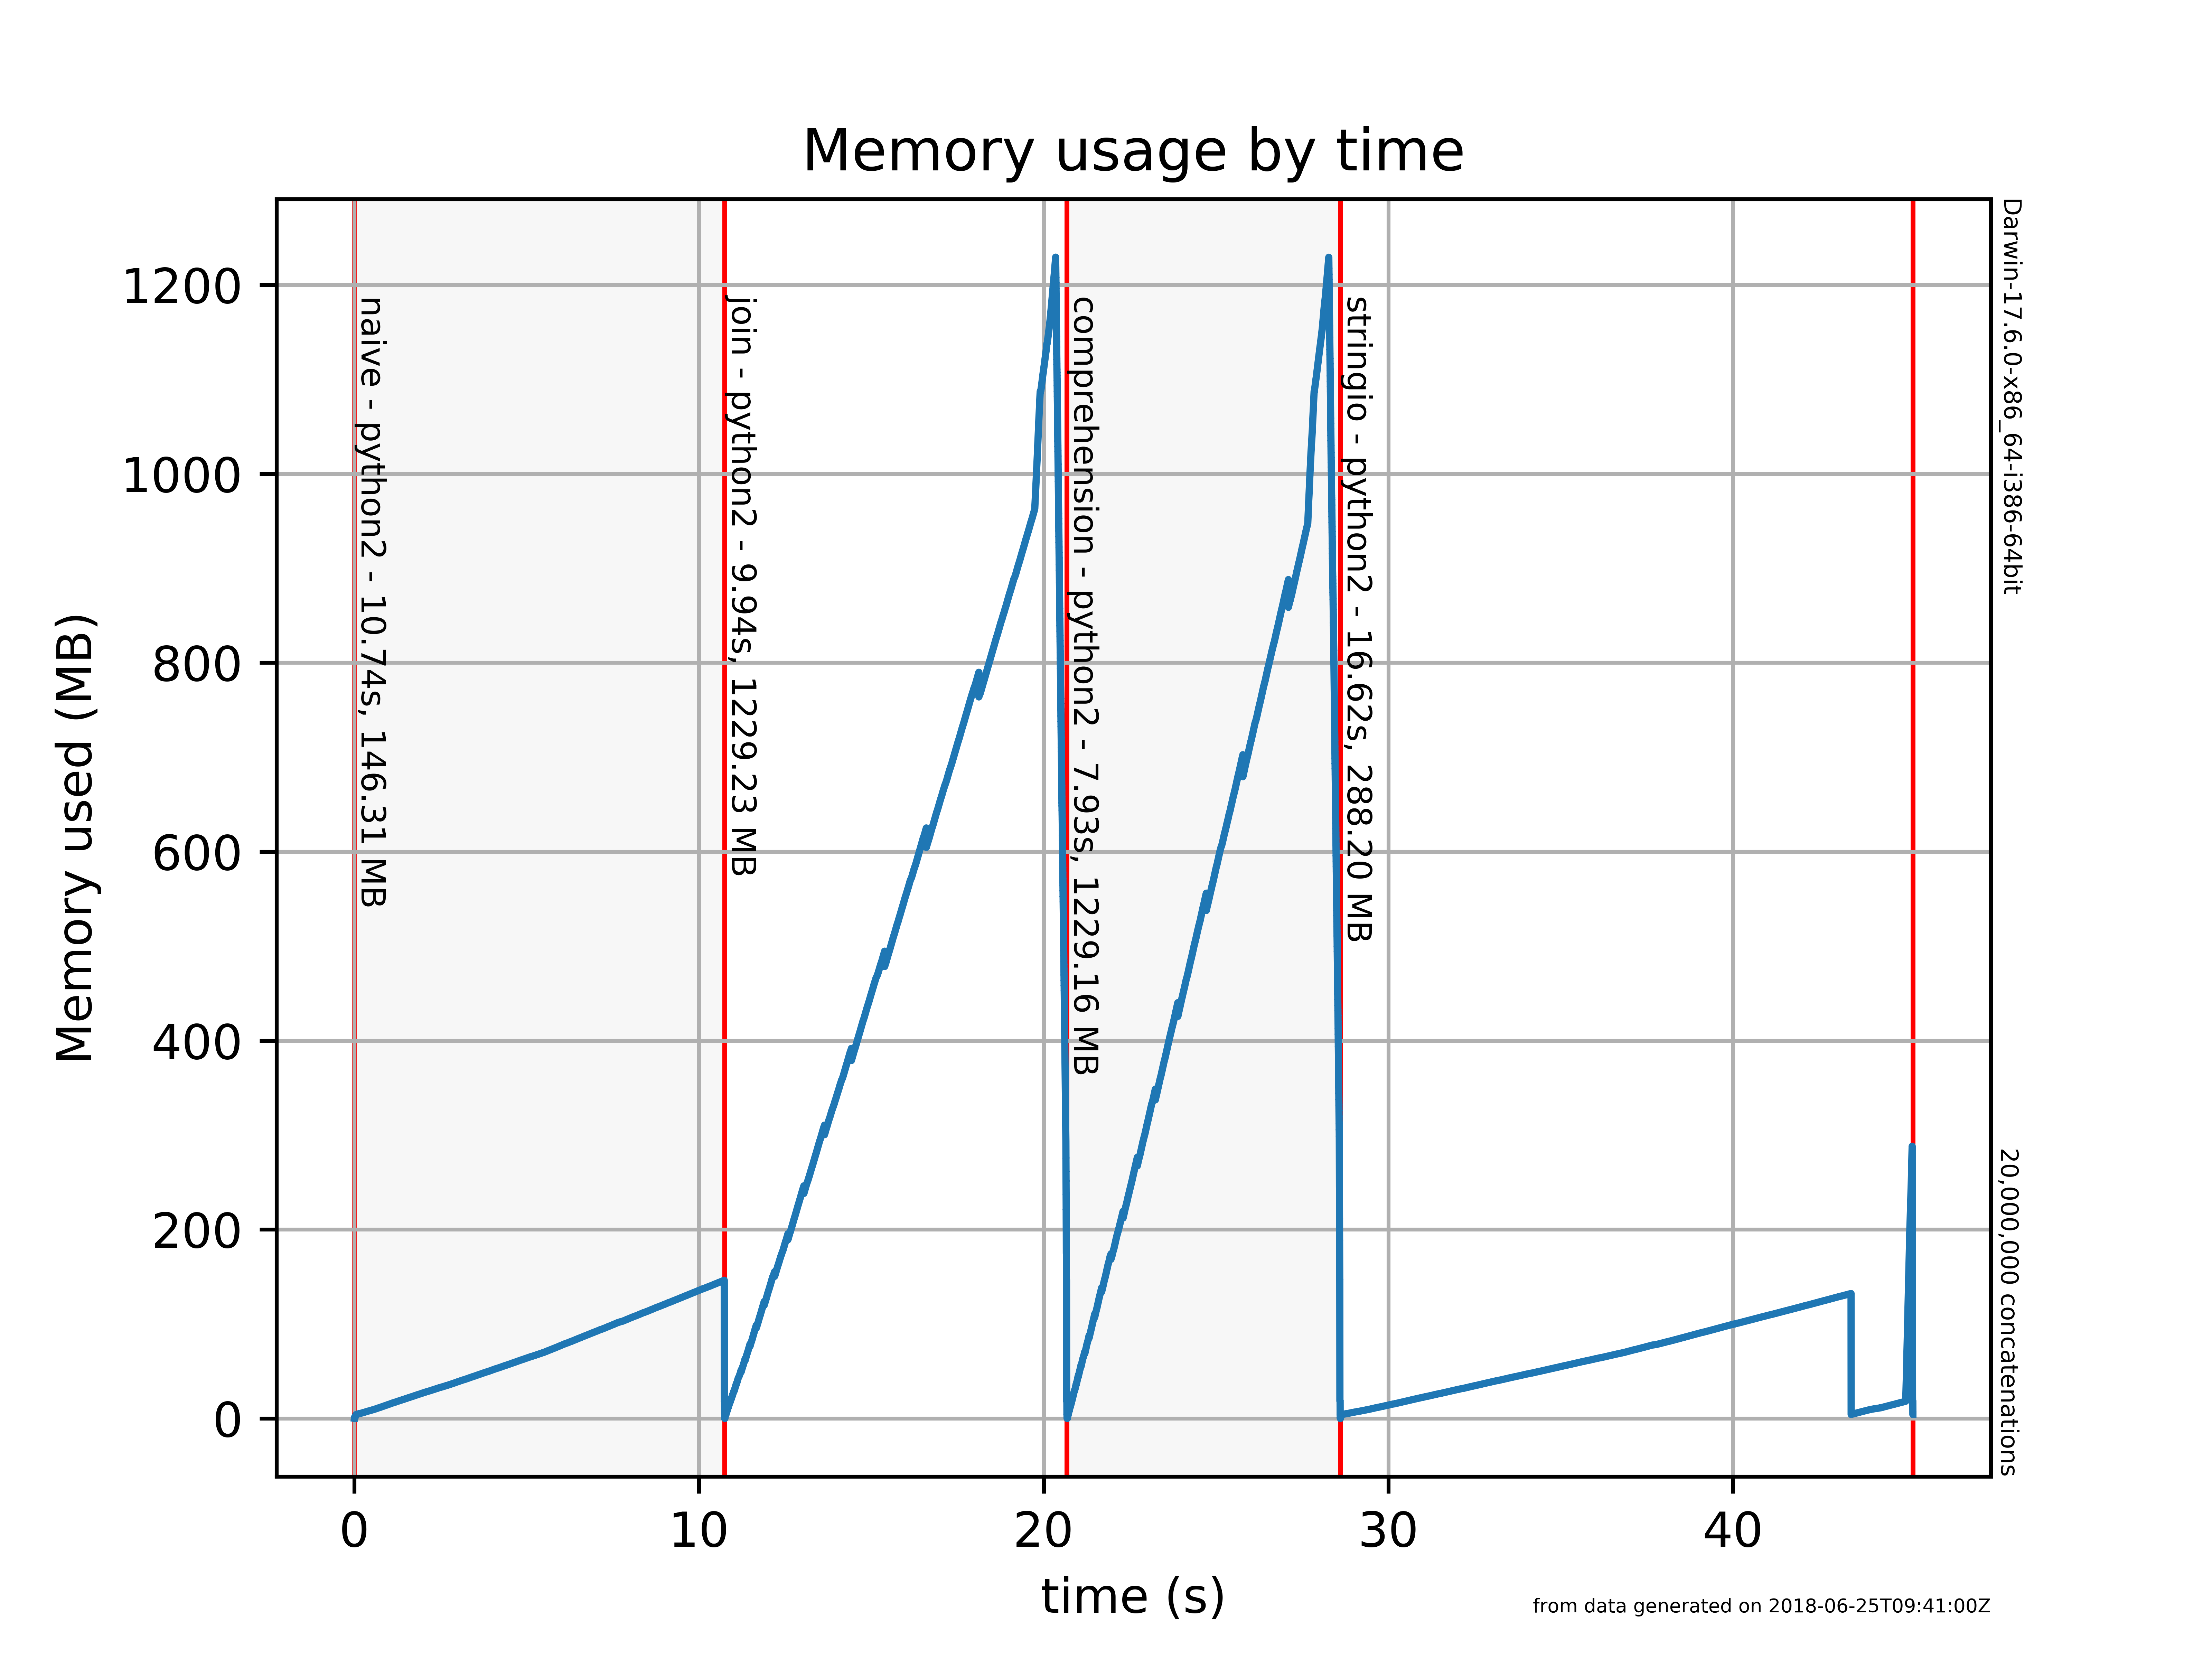 Memory usage by time
Memory used (MB)
1200
1000
800
600
400
200
0
naive - python2 - 10.74s, 146.31 MB
join - python2 - 9.94s, 1229.23 MB
comprehension - python2 - 7.93s, 1229.16 MB
stringio - python2 - 16.62s, 288.20 MB
Darwin-17.6.0-x86_64-i386-64bit
20,000,000 concatenations
0
10
20
30
40
time (s)
from data generated on 2018-06-25T09:41:00Z